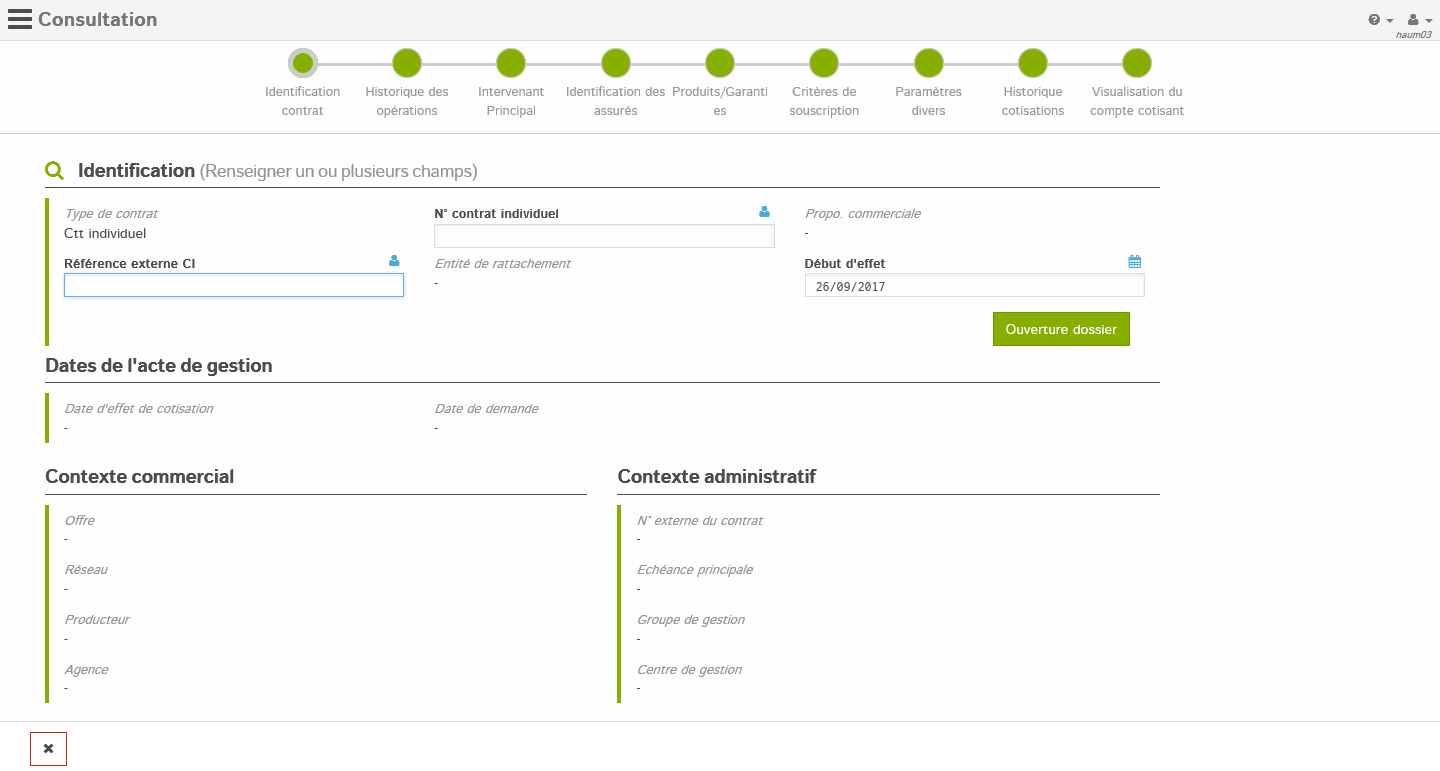 Consultation
haum03
Identification
contrat
Historique des
opérations
Intervenant
Principal
Identification des
assurés
Produits/Garanti
es
Critères de
souscription
Paramètres
divers
Historique
cotisations
Visualisation du
compte cotisant
Identification (Renseigner un ou plusieurs champs)
Type de contrat
Ctt individuel
N° contrat individuel
Propo. commerciale
-
Référence externe CI
Entité de rattachement
-
Début d'effet
26/09/2017
Ouverture dossier
Dates de l'acte de gestion
Date d'effet de cotisation
-
Date de demande
-
Contexte commercial
Offre
-
Réseau
-
Producteur
-
Agence
-
Contexte administratif
N° externe du contrat
-
Echéance principale
-
Groupe de gestion
-
Centre de gestion
-